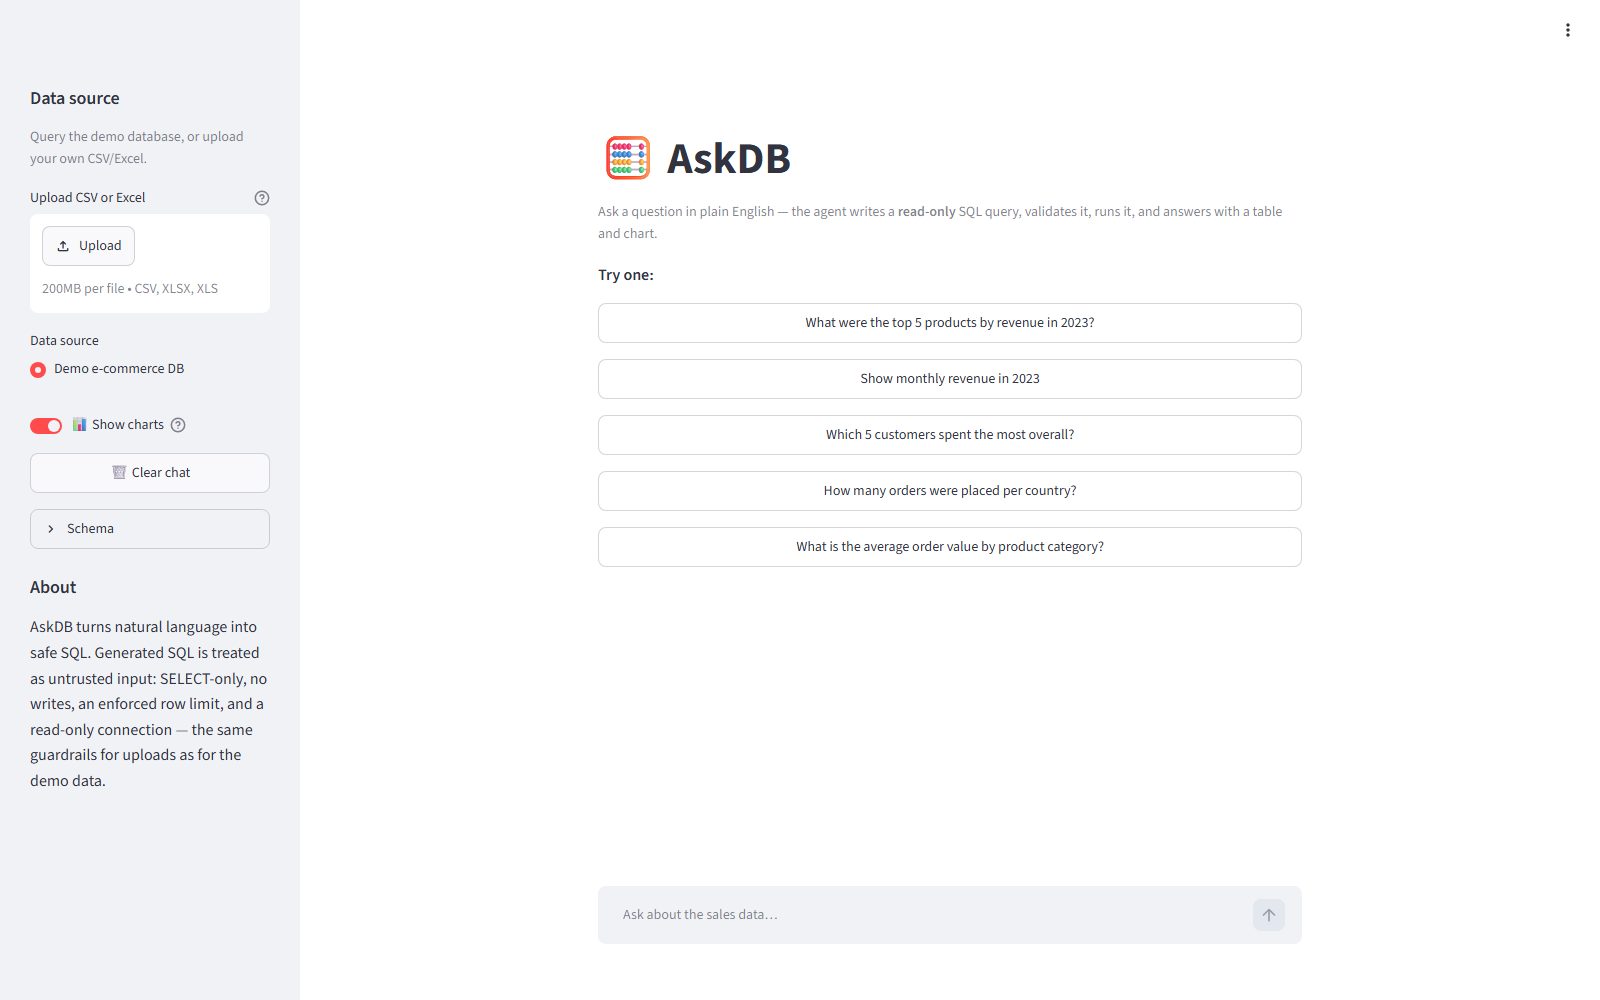 Data source
Query the demo database, or upload
your own CSV/Excel.
Upload CSV or Excel
Upload
200MB per file • CSV, XLSX, XLS
Data source
Demo e-commerce DB
Show charts
Clear chat
Schema
About
AskDB turns natural language into
safe SQL. Generated SQL is treated
as untrusted input: SELECT-only, no
writes, an enforced row limit, and a
read-only connection — the same
guardrails for uploads as for the
demo data.
AskDB
Ask a question in plain English — the agent writes a read-only SQL query, validates it, runs it, and answers with a table
and chart.
Try one:
What were the top 5 products by revenue in 2023?
Show monthly revenue in 2023
Which 5 customers spent the most overall?
How many orders were placed per country?
What is the average order value by product category?
Ask about the sales data…